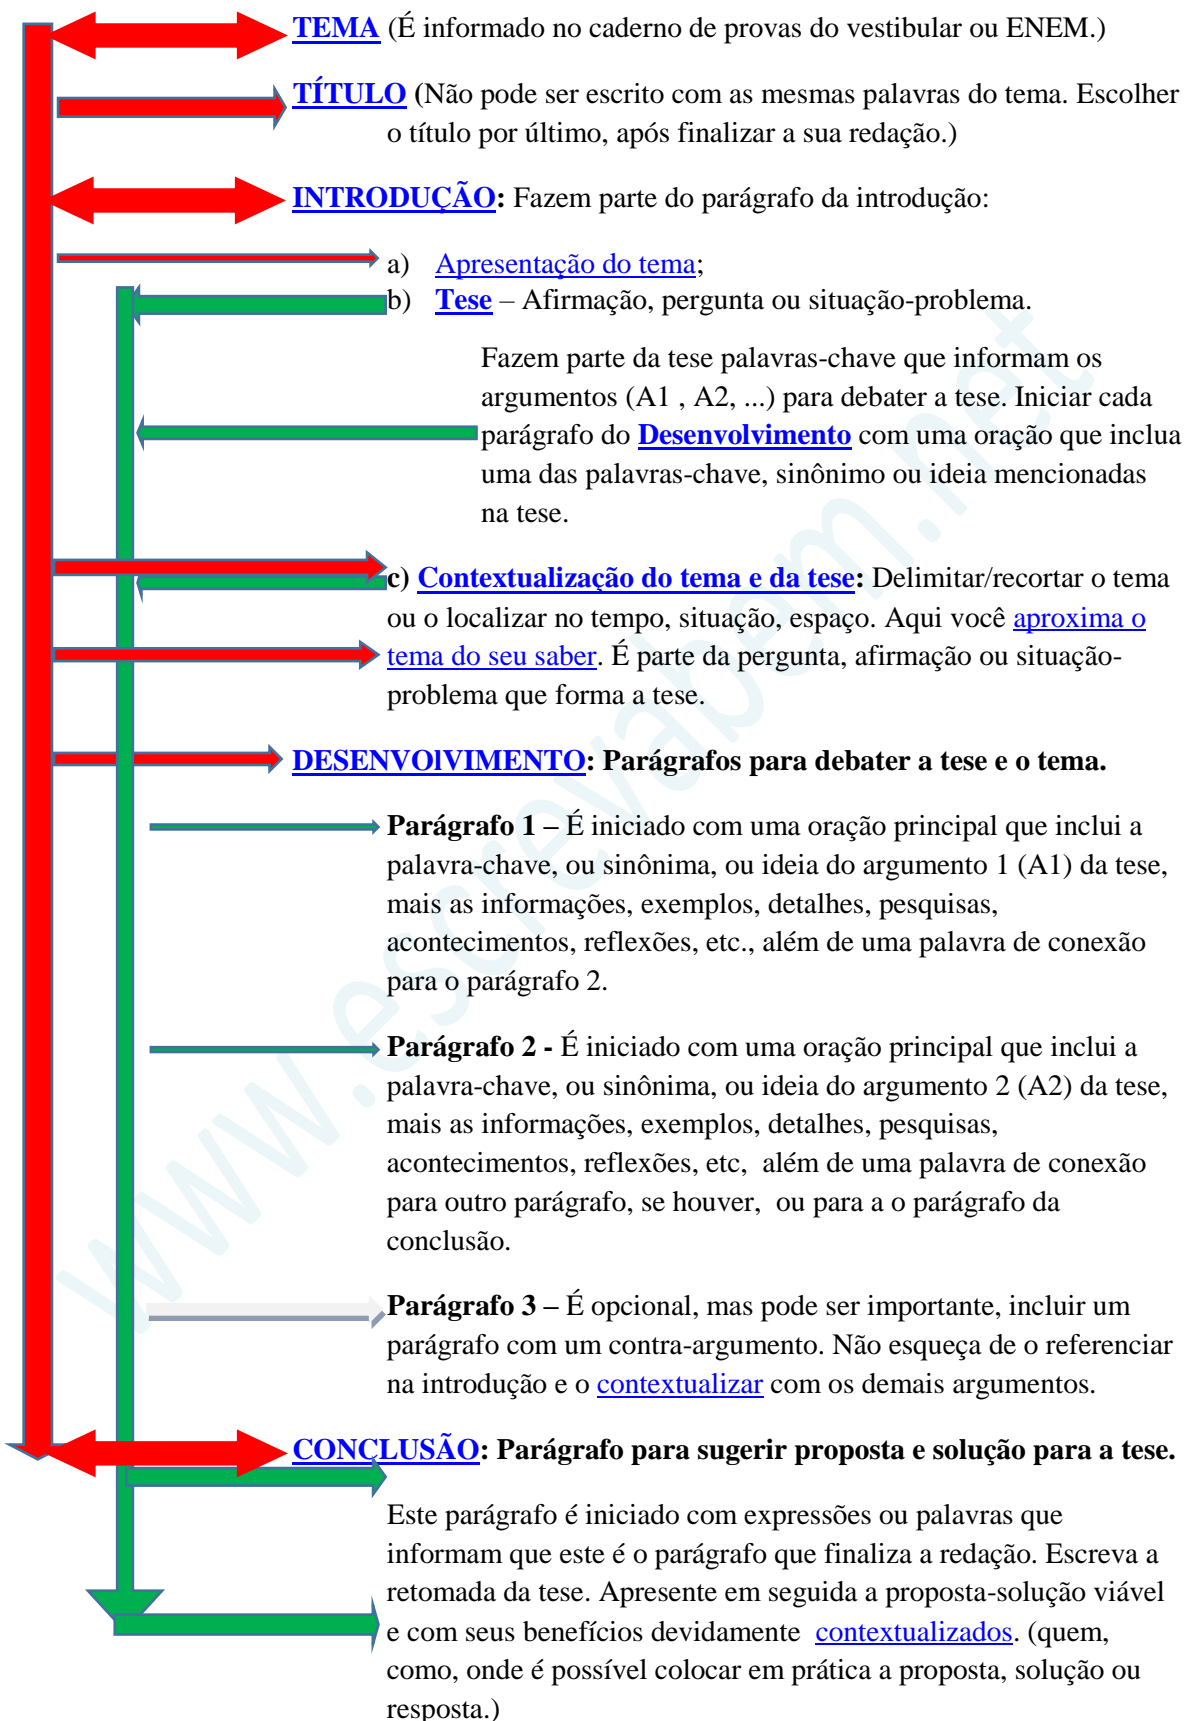 TEMA (É informado no caderno de provas do vestibular ou ENEM.)
TÍTULO (Não pode ser escrito com as mesmas palavras do tema. Escolher
o título por último, após finalizar a sua redação.)
INTRODUÇÃO: Fazem parte do parágrafo da introdução:
a) Apresentação do tema;
b) Tese – Afirmação, pergunta ou situação-problema.
Fazem parte da tese palavras-chave que informam os
argumentos (A1 , A2, ...) para debater a tese. Iniciar cada
parágrafo do Desenvolvimento com uma oração que inclua
uma das palavras-chave, sinônimo ou ideia mencionadas
na tese.
c) Contextualização do tema e da tese: Delimitar/recortar o tema
ou o localizar no tempo, situação, espaço. Aqui você aproxima o
tema do seu saber. É parte da pergunta, afirmação ou situação-
problema que forma a tese.
DESENVOlVIMENTO: Parágrafos para debater a tese e o tema.
Parágrafo 1 – É iniciado com uma oração principal que inclui a
palavra-chave, ou sinônima, ou ideia do argumento 1 (A1) da tese,
mais as informações, exemplos, detalhes, pesquisas,
acontecimentos, reflexões, etc., além de uma palavra de conexão
para o parágrafo 2.
Parágrafo 2 - É iniciado com uma oração principal que inclui a
palavra-chave, ou sinônima, ou ideia do argumento 2 (A2) da tese,
mais as informações, exemplos, detalhes, pesquisas,
acontecimentos, reflexões, etc, além de uma palavra de conexão
para outro parágrafo, se houver, ou para a o parágrafo da
conclusão.
Parágrafo 3 – É opcional, mas pode ser importante, incluir um
parágrafo com um contra-argumento. Não esqueça de o referenciar
na introdução e o contextualizar com os demais argumentos.
CONCLUSÃO: Parágrafo para sugerir proposta e solução para a tese.
Este parágrafo é iniciado com expressões ou palavras que
informam que este é o parágrafo que finaliza a redação. Escreva a
retomada da tese. Apresente em seguida a proposta-solução viável
e com seus benefícios devidamente contextualizados. (quem,
como, onde é possível colocar em prática a proposta, solução ou
resposta.)
www.escrevabem.net